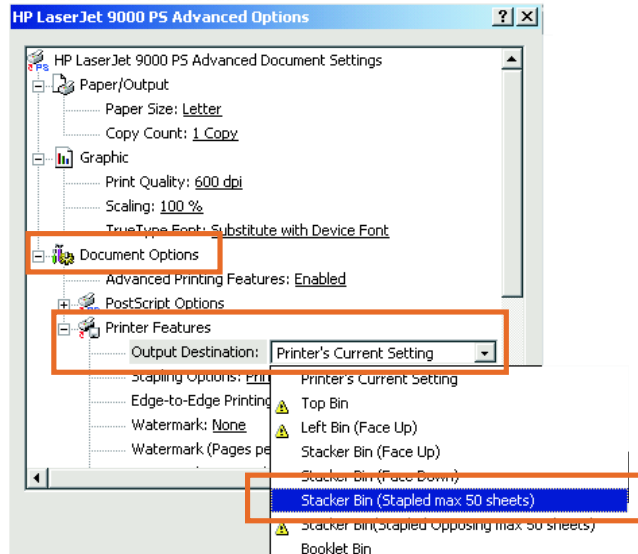 HP LaserJet 9000 PS Advanced Options
HP LaserJet 9000 PS Advanced Document Settings
Paper/Output
Paper Size: Letter
Copy Count: 1 Copy
Graphic
Print Quality: 600 dpi
Scaling: 100 %
TrueType Font: Substitute with Device Font
Document Options
Advanced Printing Features: Enabled
PostScript Options
Printer Features
Output Destination: Printer's Current Setting
Stapling Options:
Printer's Current Setting
Edge-to-Edge Printing
Top Bin
Watermark: None
Left Bin (Face Up)
Watermark (Pages
Stacker Bin (Face Up)
Stacker Bin (Face Down)
Stacker Bin (Stapled max 50 sheets)
Stacker Bin(Stapled Opposing max 50 sheets)
Booklet Bin